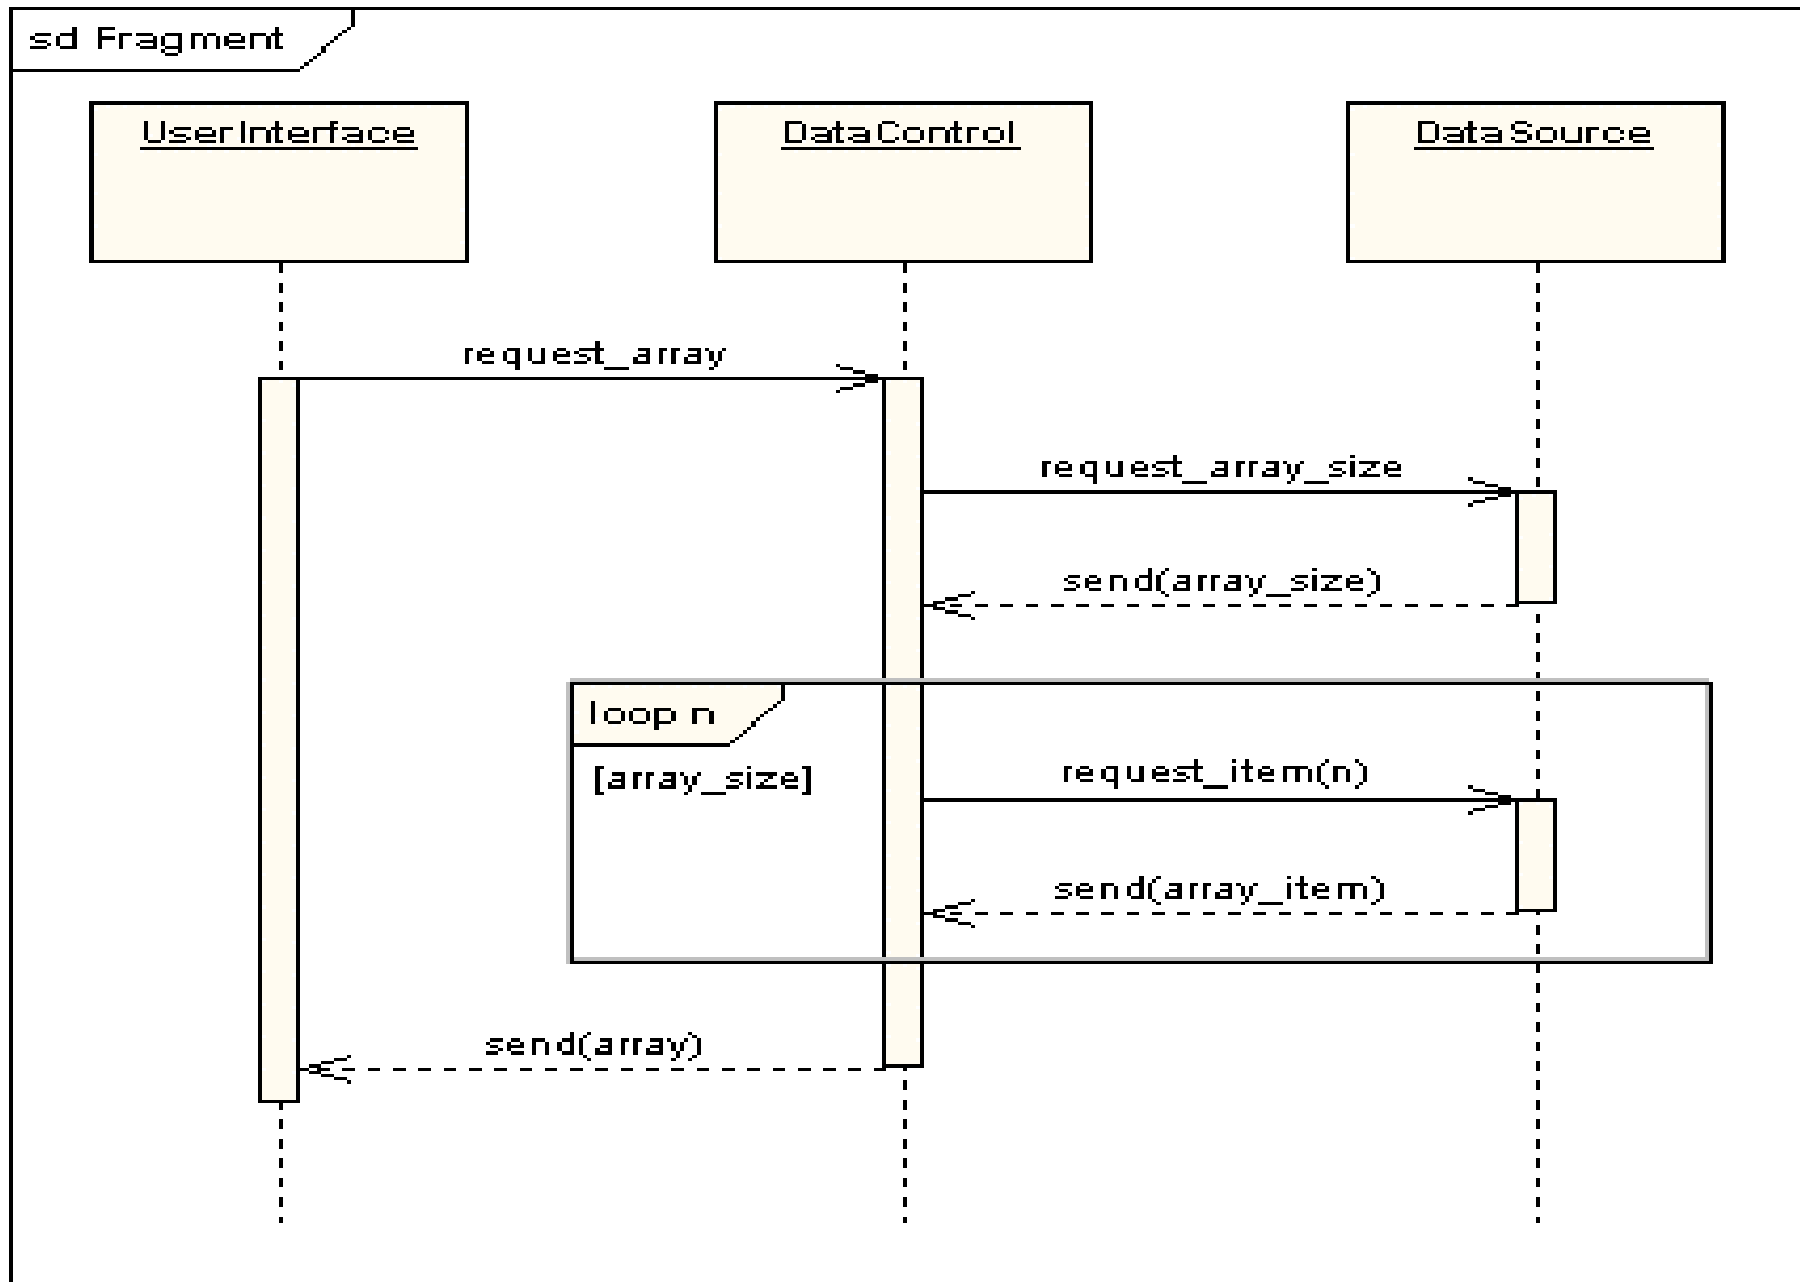 sd Fragment
UserInterface
DataControl
DataSource
request_array
request_array_size
send(array_size)
loop n
[array_size]
request_item(n)
send(array_item)
send(array)